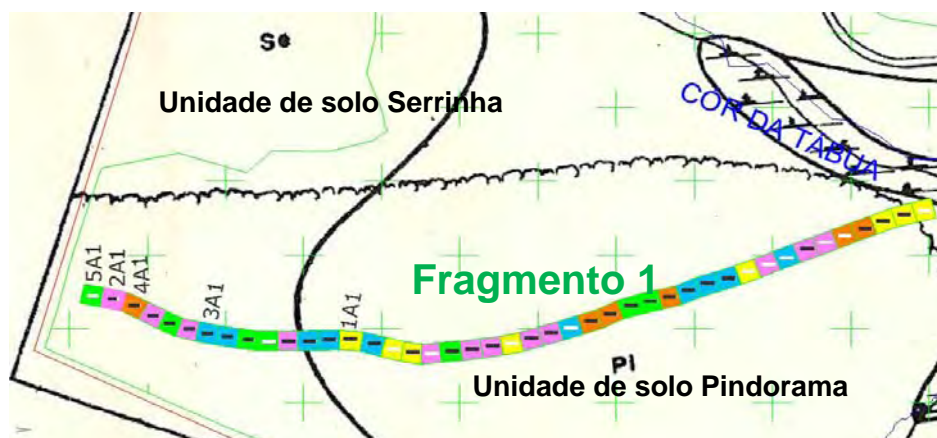 Se
Unidade de solo Serrinha
COR DA TABUA
5A1
2A1
4A1
3A1
1A1
Fragmento 1
PI
Unidade de solo Pindorama